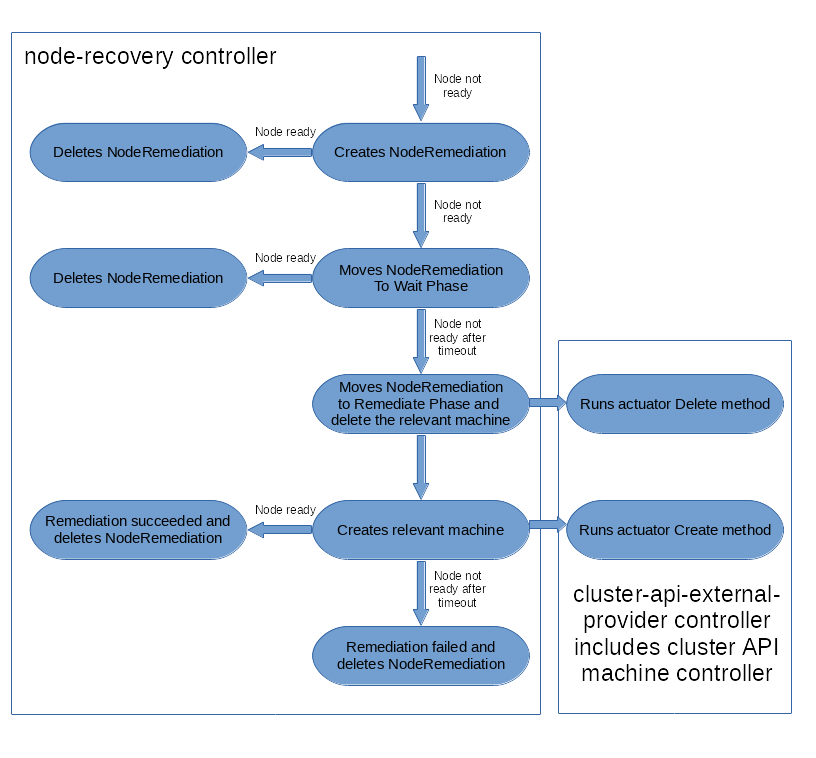 node-recovery controller
Node not
ready
Node ready
Deletes NodeRemediation
Creates NodeRemediation
Node not
ready
Node ready
Deletes NodeRemediation
Moves NodeRemediation
To Wait Phase
Node not
ready after
timeout
Moves NodeRemediation
to Remediate Phase and
delete the relevant machine
Runs actuator Delete method
Node ready
Remediation succeeded and
deletes NodeRemediation
Creates relevant machine
Runs actuator Create method
Node not
ready after
timeout
Remediation failed and
deletes NodeRemediation
cluster-api-external-
provider controller
includes cluster API
machine controller